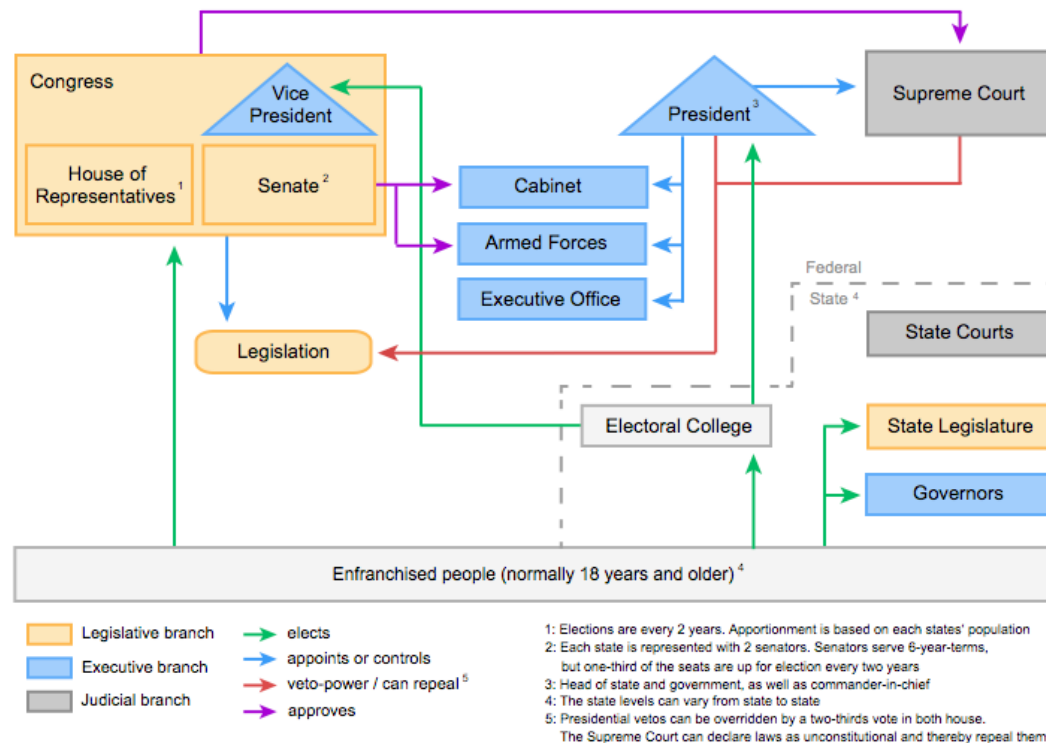 Congress
Vice
President
President 3
Supreme Court
House of
Representatives 1
Senate 2
Cabinet
Armed Forces
Executive Office
Federal
State 4
Legislation
State Courts
Electoral College
State Legislature
Governors
Enfranchised people (normally 18 years and older) 4
Legislative branch
Executive branch
Judicial branch
elects
appoints or controls
veto-power / can repeal 5
approves
1: Elections are every 2 years. Apportionment is based on each states' population
2: Each state is represented with 2 senators. Senators serve 6-year-terms,
but one-third of the seats are up for election every two years
3: Head of state and government, as well as commander-in-chief
4: The state levels can vary from state to state
5: Presidential vetos can be overridden by a two-thirds vote in both house.
The Supreme Court can declare laws as unconstitutional and thereby repeal them